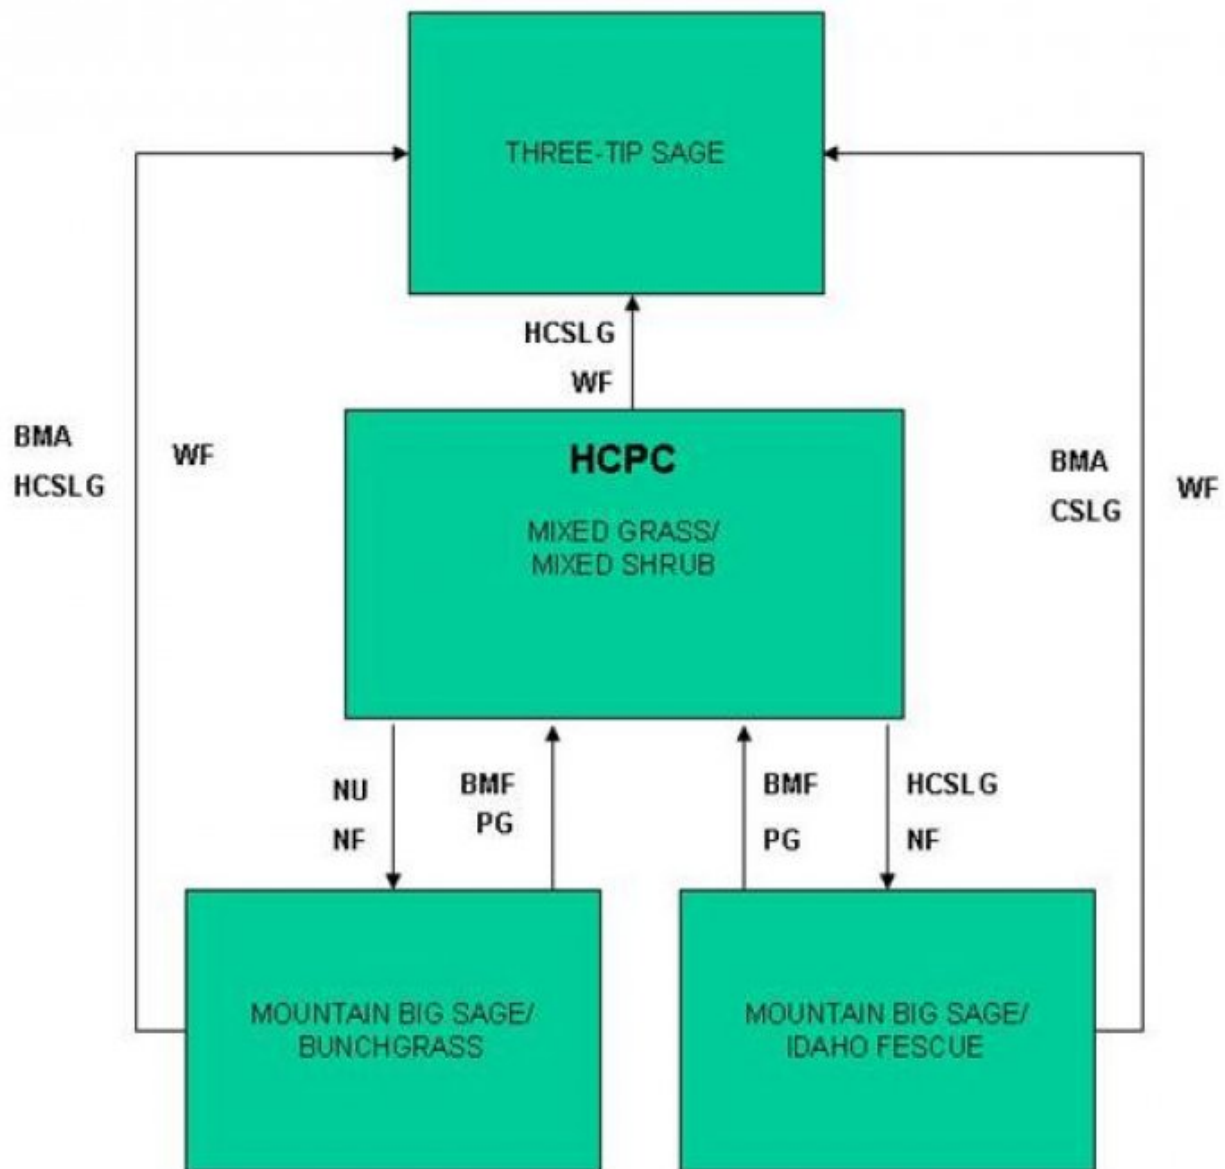 THREE-TIP SAGE
HCSLG
WF
BMA
HCSLG
WF
HCPC
MIXED GRASS/
MIXED SHRUB
BMA
CSLG
WF
NU
NF
BMF
PG
BMF
PG
HCSLG
NF
MOUNTAIN BIG SAGE/
BUNCHGRASS
MOUNTAIN BIG SAGE/
IDAHO FESCUE